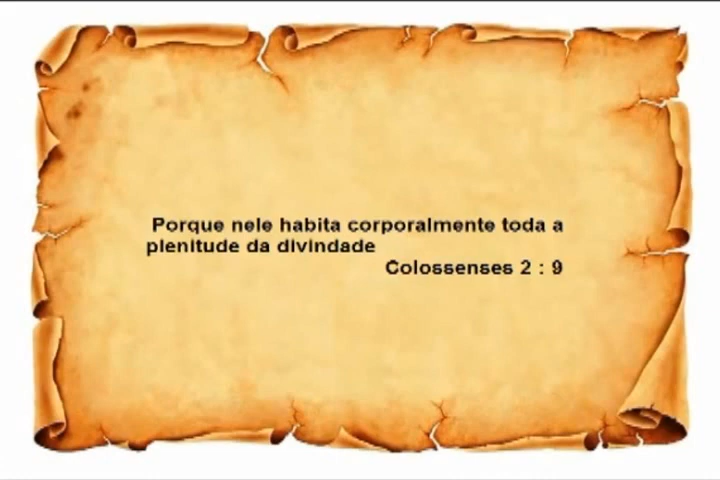 Porque nele habita corporalmente toda a
plenitude da divindade
Colossenses 2 : 9